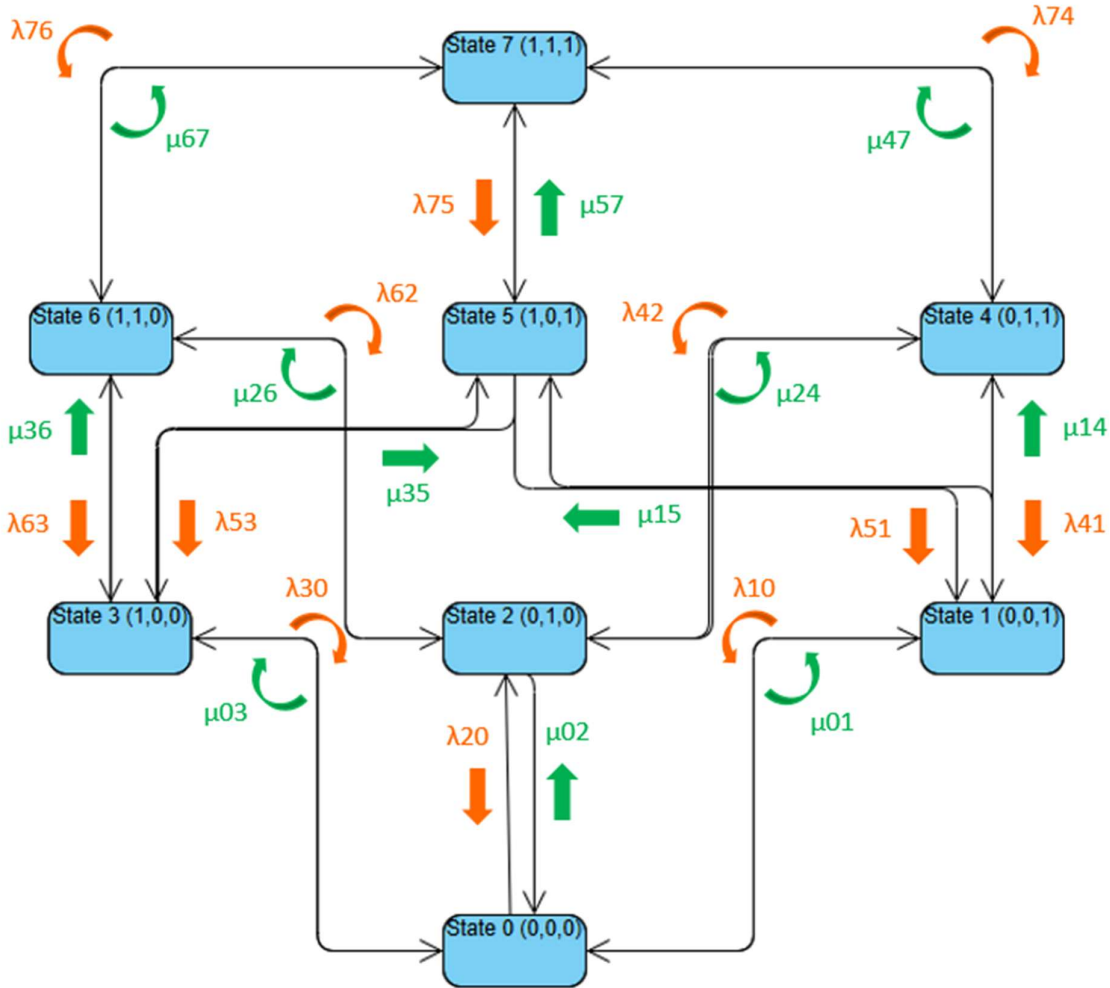 λ76
State 7 (1,1,1)
λ74
μ67
μ47
λ75
μ57
State 6 (1,1,0)
λ62
State 5 (1,0,1)
λ42
State 4 (0,1,1)
μ26
μ24
μ36
μ14
μ35
μ15
λ63
λ53
λ51
λ41
λ30
λ10
State 3 (1,0,0)
State 2 (0,1,0)
State 1 (0,0,1)
μ03
μ01
λ20
μ02
State 0 (0,0,0)